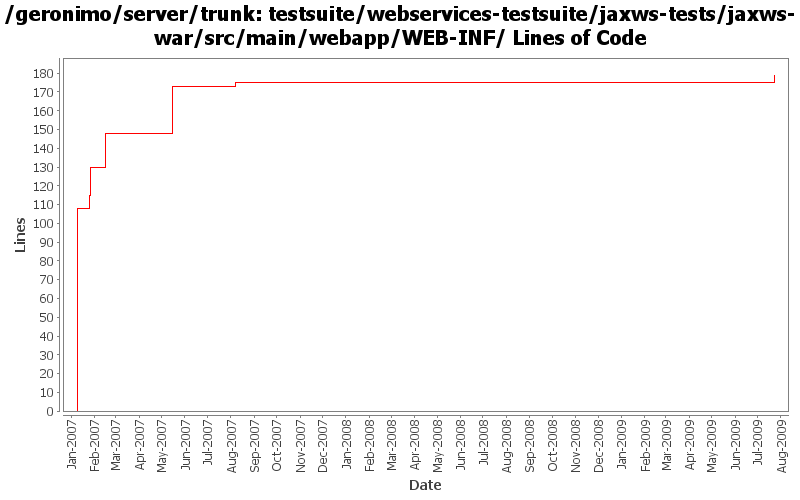 /geronimo/server/trunk: testsuite/webservices-testsuite/jaxws-tests/jaxws-
war/src/main/webapp/WEB-INF/ Lines of Code
Lines
180
170
160
150
140
130
120
110
100
90
80
70
60
50
40
30
20
10
0
Jan-2007
Feb-2007
Mar-2007
Apr-2007
May-2007
Jun-2007
Jul-2007
Aug-2007
Sep-2007
Oct-2007
Nov-2007
Dec-2007
Jan-2008
Feb-2008
Mar-2008
Apr-2008
May-2008
Jun-2008
Jul-2008
Aug-2008
Sep-2008
Oct-2008
Nov-2008
Dec-2008
Jan-2009
Feb-2009
Mar-2009
Apr-2009
May-2009
Jun-2009
Jul-2009
Aug-2009
Date